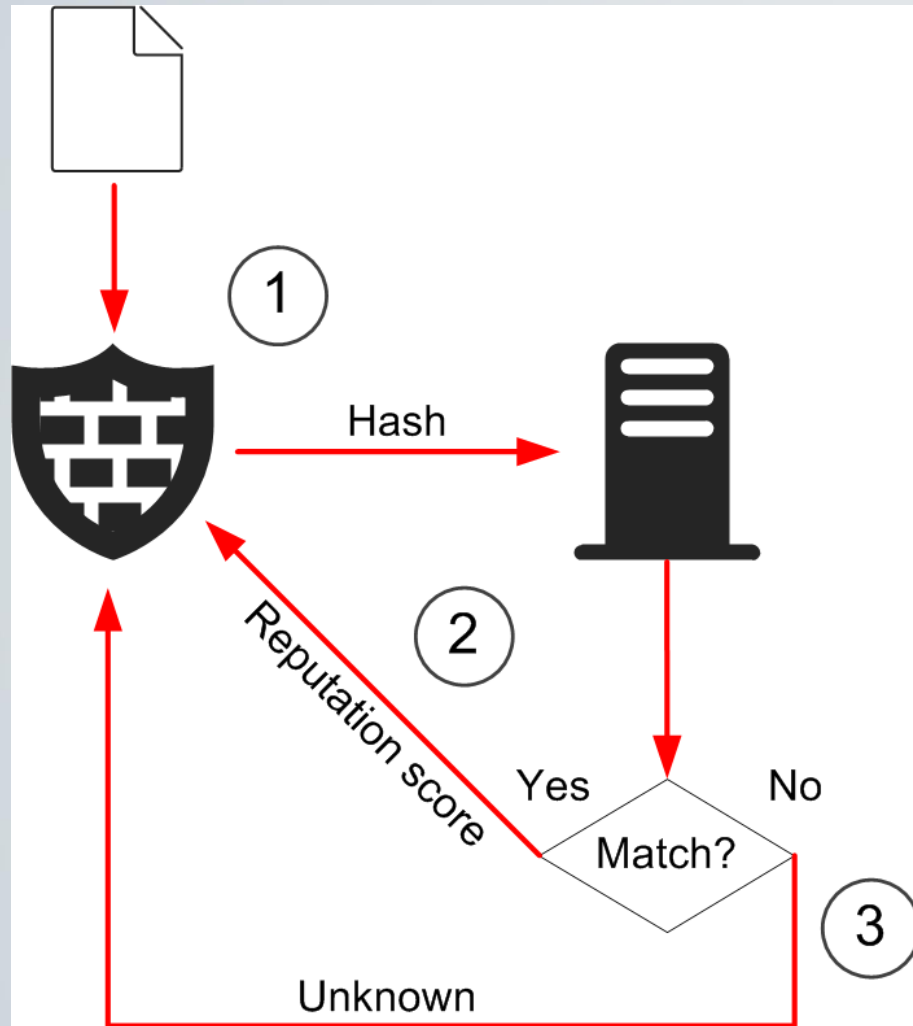 1
Hash
2
Reputation score
Yes
No
Match?
3
Unknown